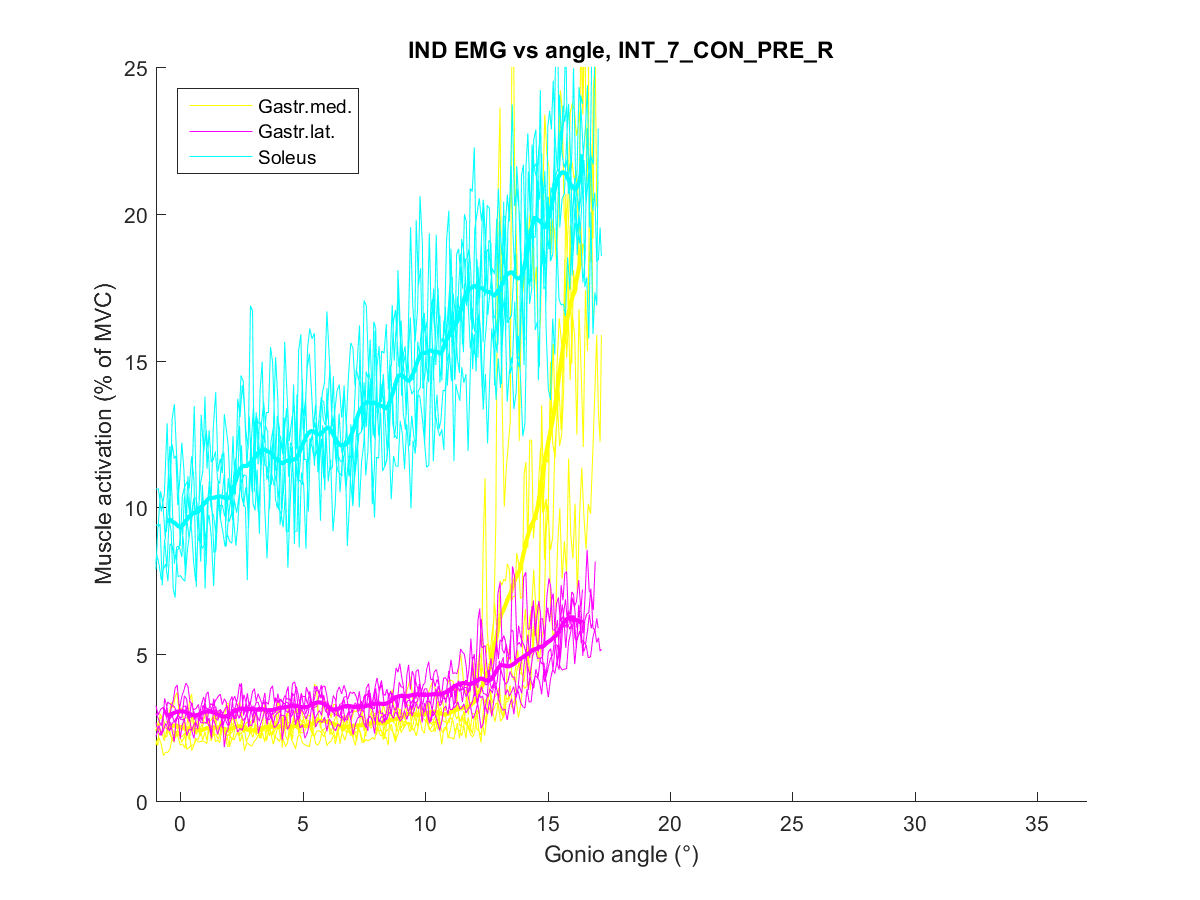 IND EMG vs angle, INT_7_CON_PRE_R
25
20
15
10
5
0
Gastr.med.
Gastr.lat.
Soleus
Muscle activation (% of MVC)
0 5 10 15 20 25 30 35
Gonio angle (°)